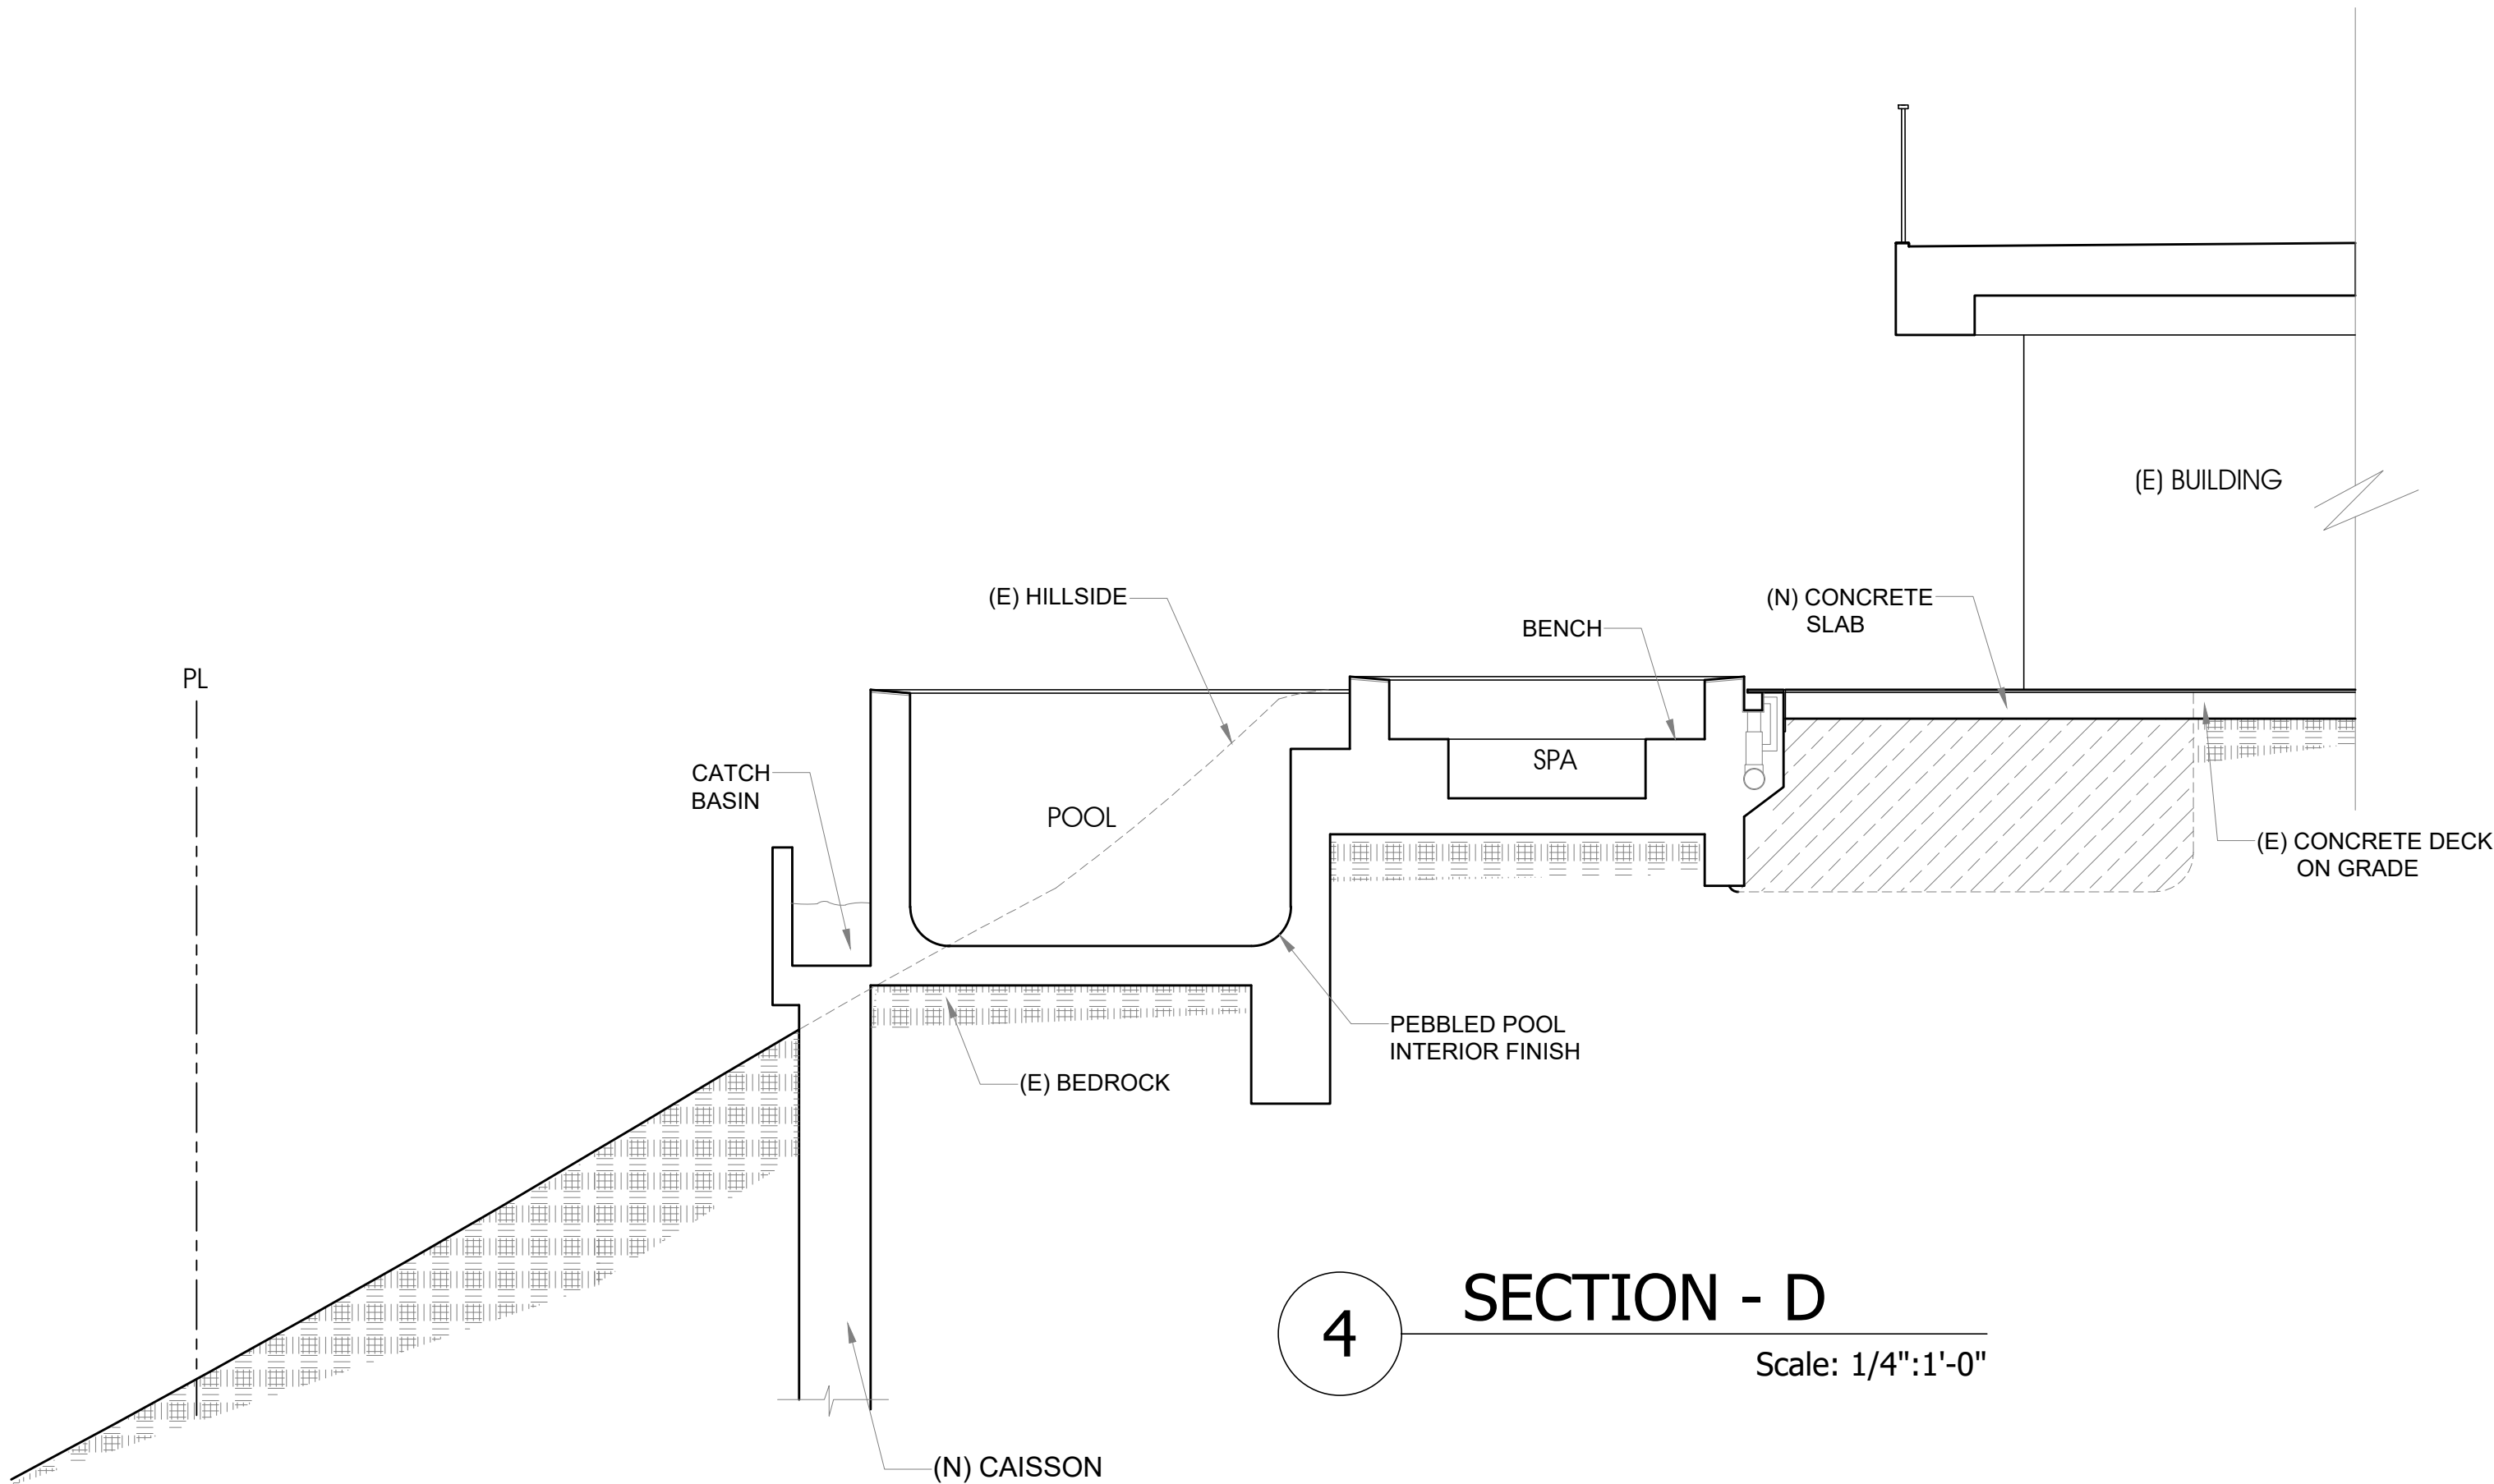 (E) BUILDING
(E) HILLSIDE
(N) CONCRETE
SLAB
BENCH
PL
SPA
CATCH
BASIN
POOL
(E) CONCRETE DECK
ON GRADE
PEBBLED POOL
INTERIOR FINISH
(E) BEDROCK
4
SECTION - D
Scale: 1/4":1'-0"
(N) CAISSON